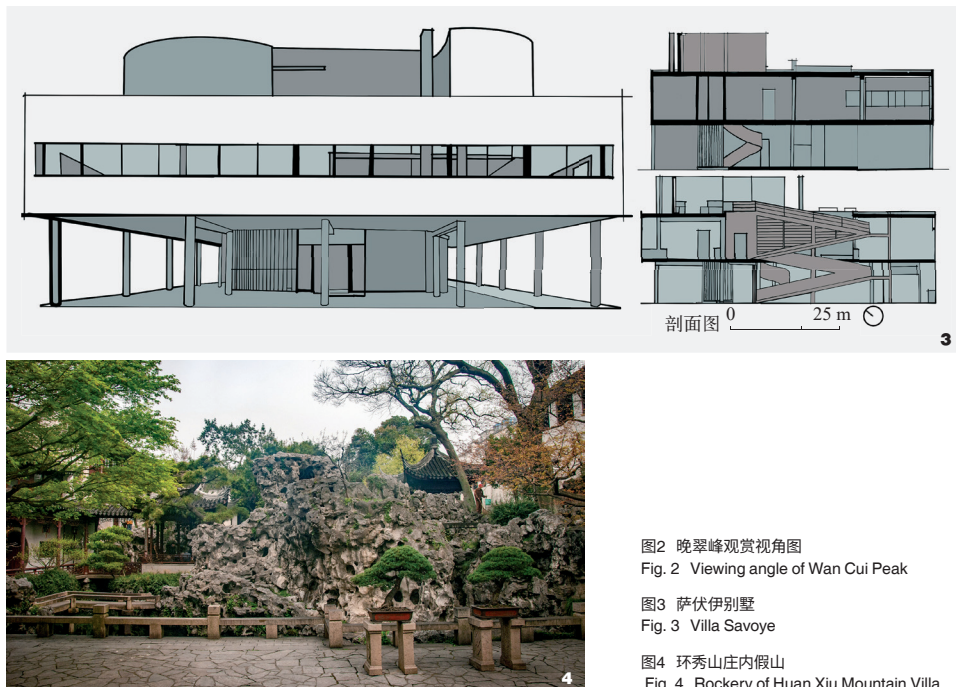 剖面图 0 25 m
3
4
图2 晚翠峰观赏视角图
Fig. 2 Viewing angle of Wan Cui Peak
图3 萨伏伊别墅
Fig. 3 Villa Savoye
图4 环秀山庄内假山
Fig. 4 Rockery of Huan Xiu Mountain Villa